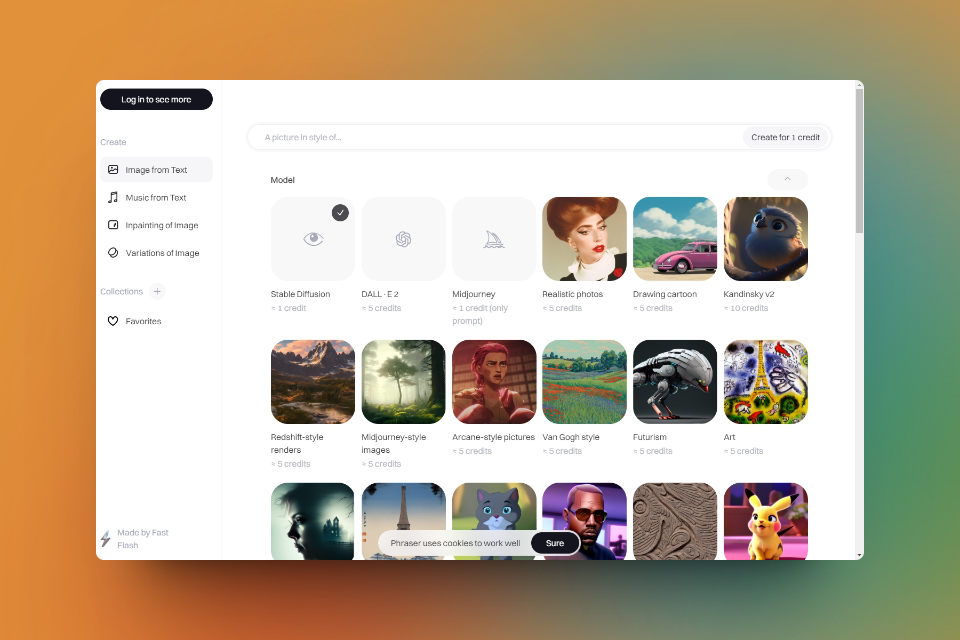 Log in to see more
Create
Image from Text
Music from Text
Inpainting of Image
Variations of Image
Collections
Favorites
Made by Fast
Flash
A picture in style of...
Create for 1 credit
Model
Stable Diffusion
≈ 1 credit
DALL · E 2
≈ 5 credits
Midjourney
≈ 1 credit (only
prompt)
Realistic photos
≈ 5 credits
Drawing cartoon
≈ 5 credits
Kandinsky v2
≈ 10 credits
Redshift-style
renders
≈ 5 credits
Midjourney-style
images
≈ 5 credits
Arcane-style pictures
≈ 5 credits
Van Gogh style
≈ 5 credits
Futurism
≈ 5 credits
Art
≈ 5 credits
Phraser uses cookies to work well
Sure